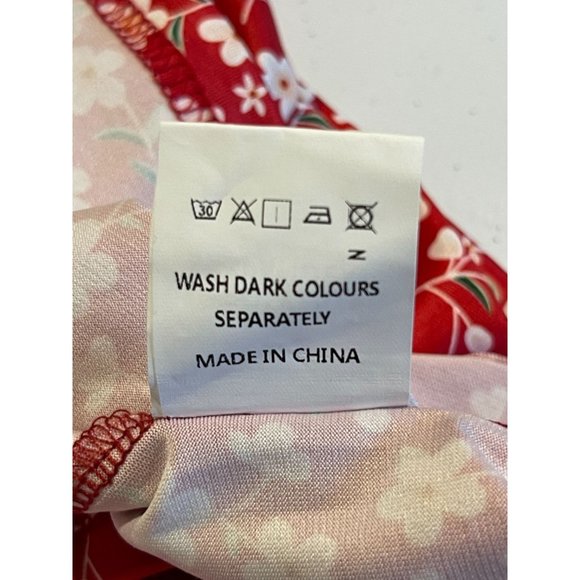 30
N
WASH DARK COLOURS
SEPARATELY
MADE IN CHINA